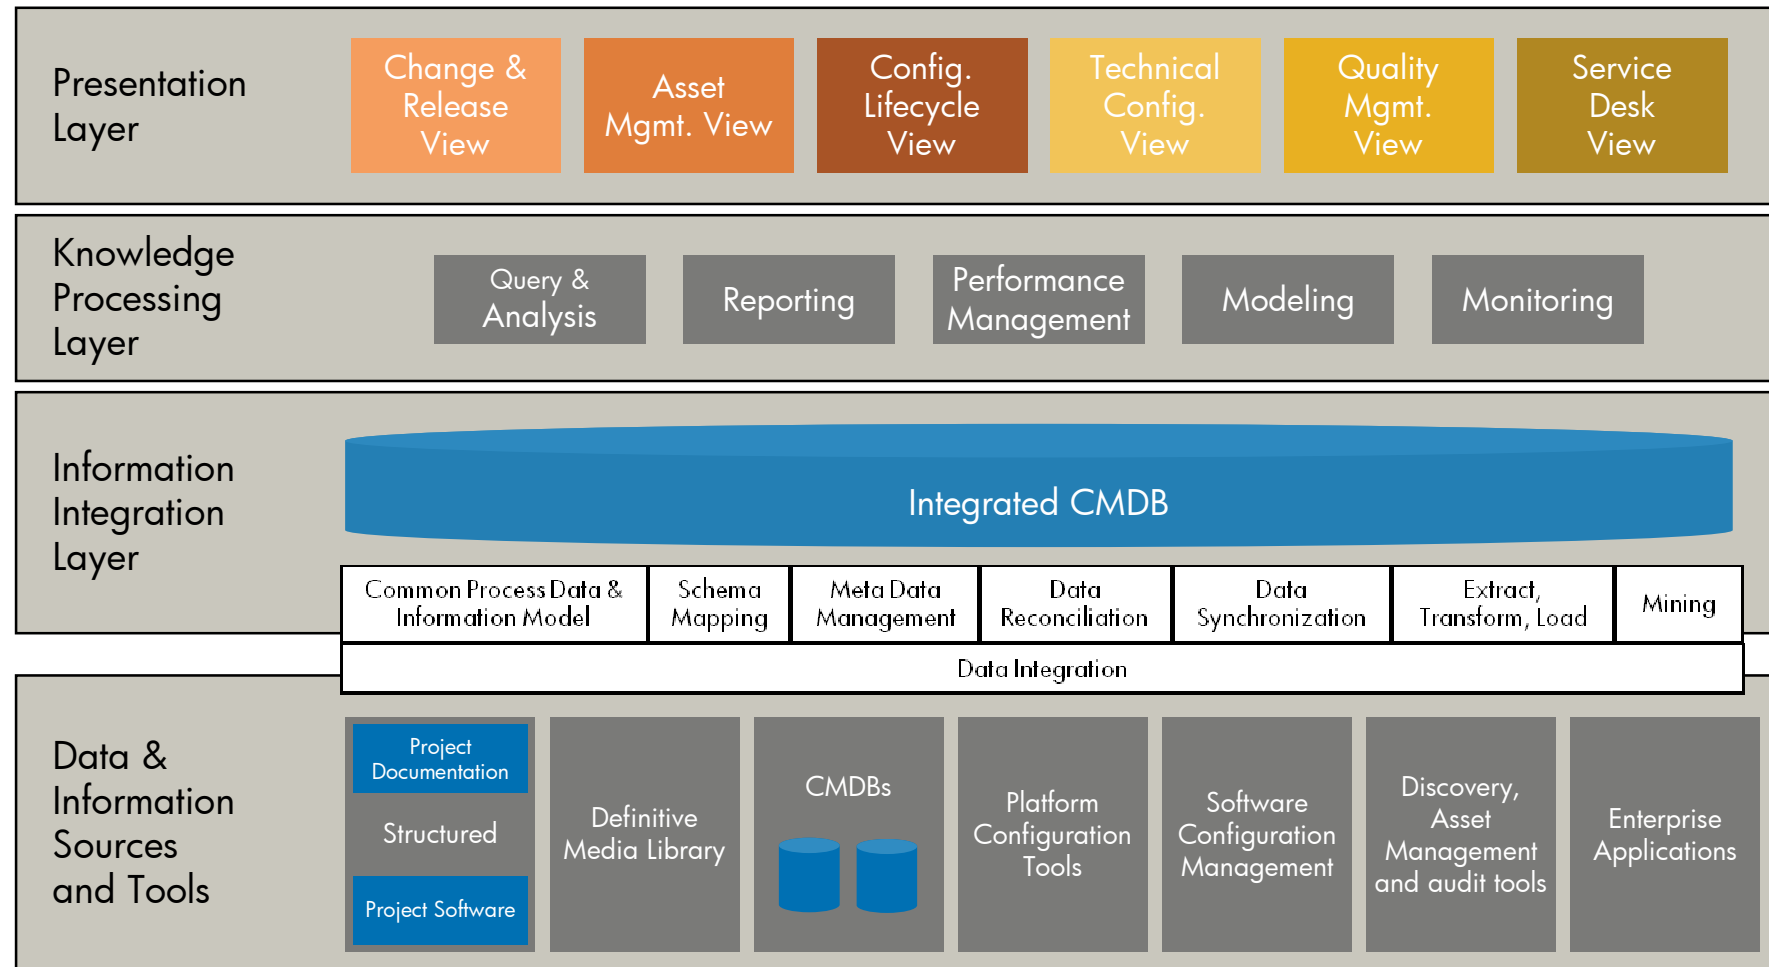 Presentation
Layer
Change &
Release
View
Asset
Mgmt. View
Config.
Lifecycle
View
Technical
Config.
View
Quality
Mgmt.
View
Service
Desk
View
Knowledge
Processing
Layer
Query &
Analysis
Reporting
Performance
Management
Modeling
Monitoring
Information
Integration
Layer
Integrated CMDB
Common Process Data &
Information Model
Schema
Mapping
Meta Data
Management
Data
Reconciliation
Data
Synchronization
Extract,
Transform, Load
Mining
Data Integration
Data &
Information
Sources
and Tools
Project
Documentation
Structured
Project Software
Definitive
Media Library
CMDBs
Platform
Configuration
Tools
Software
Configuration
Management
Discovery,
Asset
Management
and audit tools
Enterprise
Applications